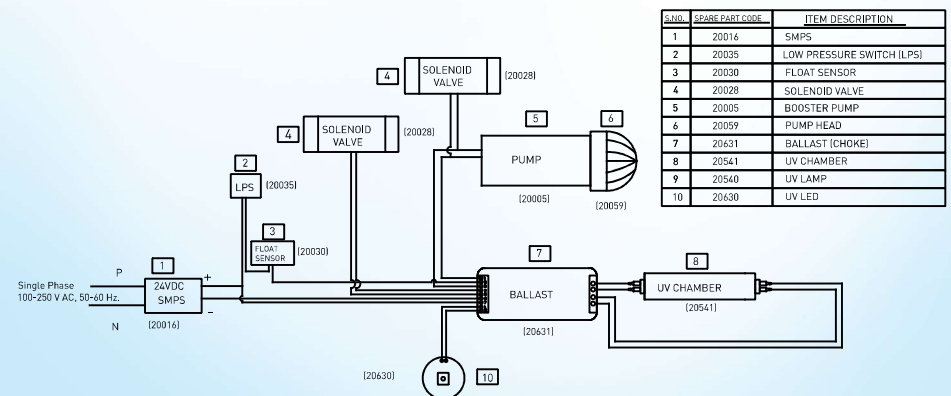 S.NO. SPARE PART CODE ITEM DESCRIPTION
1 20016 SMPS
2 20035 LOW PRESSURE SWITCH (LPS)
3 20030 FLOAT SENSOR
4 20028 SOLENOID VALVE
5 20005 BOOSTER PUMP
6 20059 PUMP HEAD
7 20631 BALLAST (CHOKE)
8 20541 UV CHAMBER
9 20540 UV LAMP
10 20630 UV LED
4
SOLENOID
VALVE
(20028)
4
SOLENOID
VALVE
(20028)
5
PUMP
(20005)
6
(20059)
2
LPS
(20035)
3
FLOAT
SENSOR
(20030)
1
P
Single Phase
100-250 V AC, 50-60 Hz.
N
24VDC
SMPS
+
-
(20016)
7
BALLAST
(20631)
8
UV CHAMBER
(20541)
(20630)
10